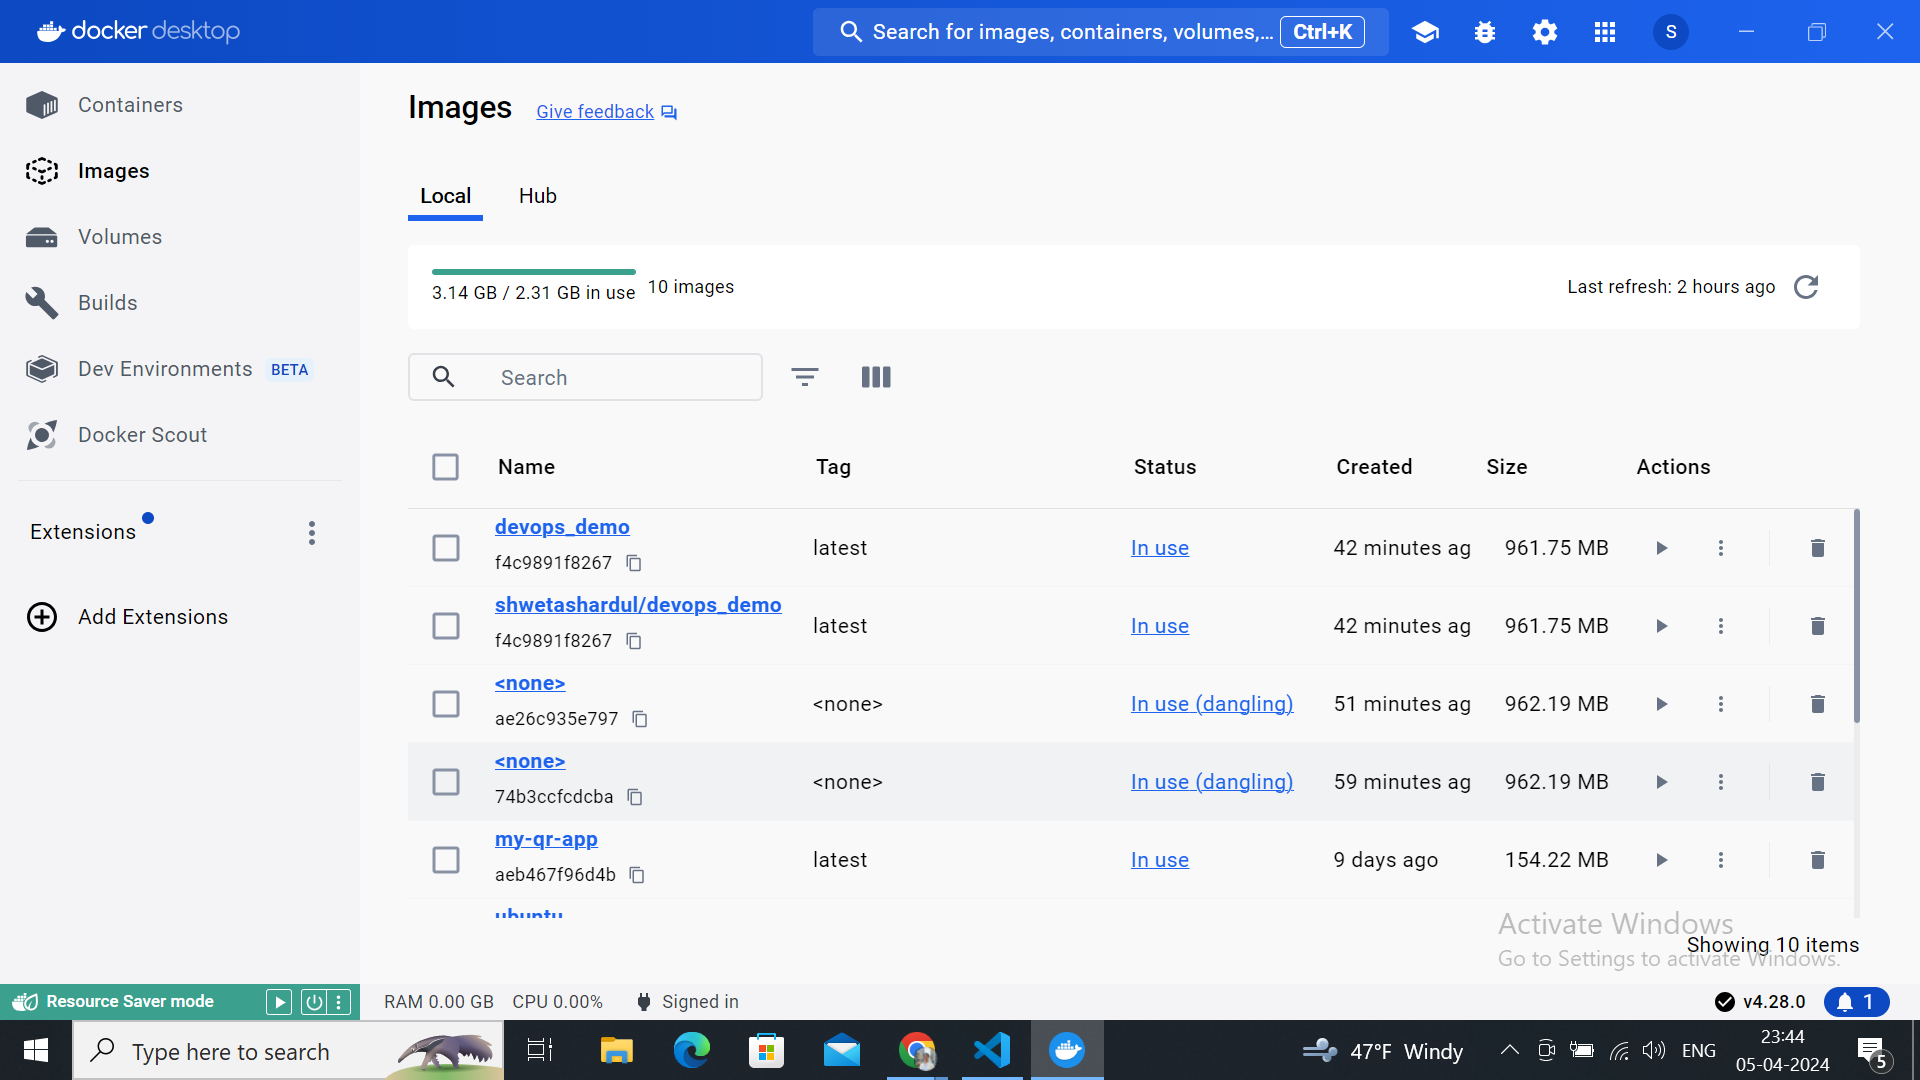 docker desktop
Search for images, containers, volumes,... Ctrl+K
S
Containers
Images
Volumes
Builds
Dev Environments BETA
Docker Scout
Extensions
Add Extensions
Images Give feedback
Local Hub
3.14 GB / 2.31 GB in use 10 images Last refresh: 2 hours ago
Search
Name Tag Status Created Size Actions
devops_demo
f4c9891f8267
latest In use 42 minutes ag 961.75 MB
shwetashardul/devops_demo
f4c9891f8267
latest In use 42 minutes ag 961.75 MB
<none>
ae26c935e797
<none> In use (dangling) 51 minutes ag 962.19 MB
<none>
74b3ccfcdcba
<none> In use (dangling) 59 minutes ag 962.19 MB
my-qr-app
aeb467f96d4b
latest In use 9 days ago 154.22 MB
ubuntu
Showing 10 items
Activate Windows
Go to Settings to activate Windows.
Resource Saver mode RAM 0.00 GB CPU 0.00% Signed in v4.28.0 1
Type here to search 47°F Windy ENG
23:44
05-04-2024
5